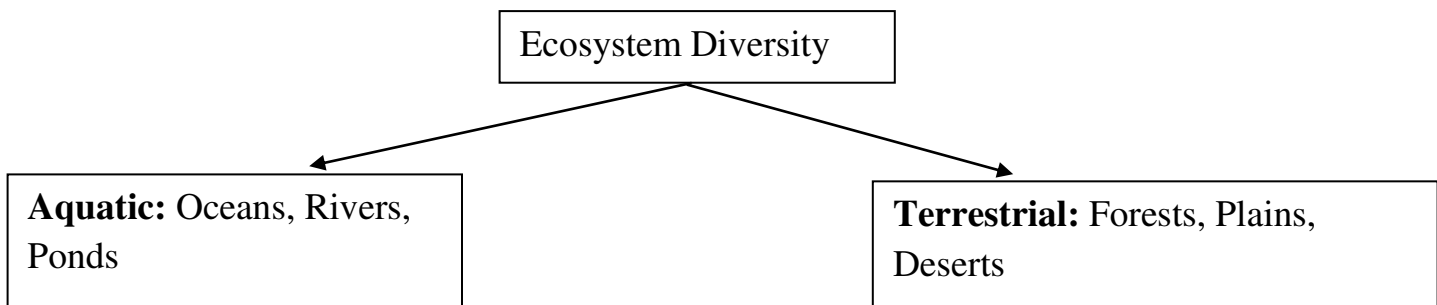 Ecosystem Diversity
Aquatic: Oceans, Rivers,
Ponds
Terrestrial: Forests, Plains,
Deserts